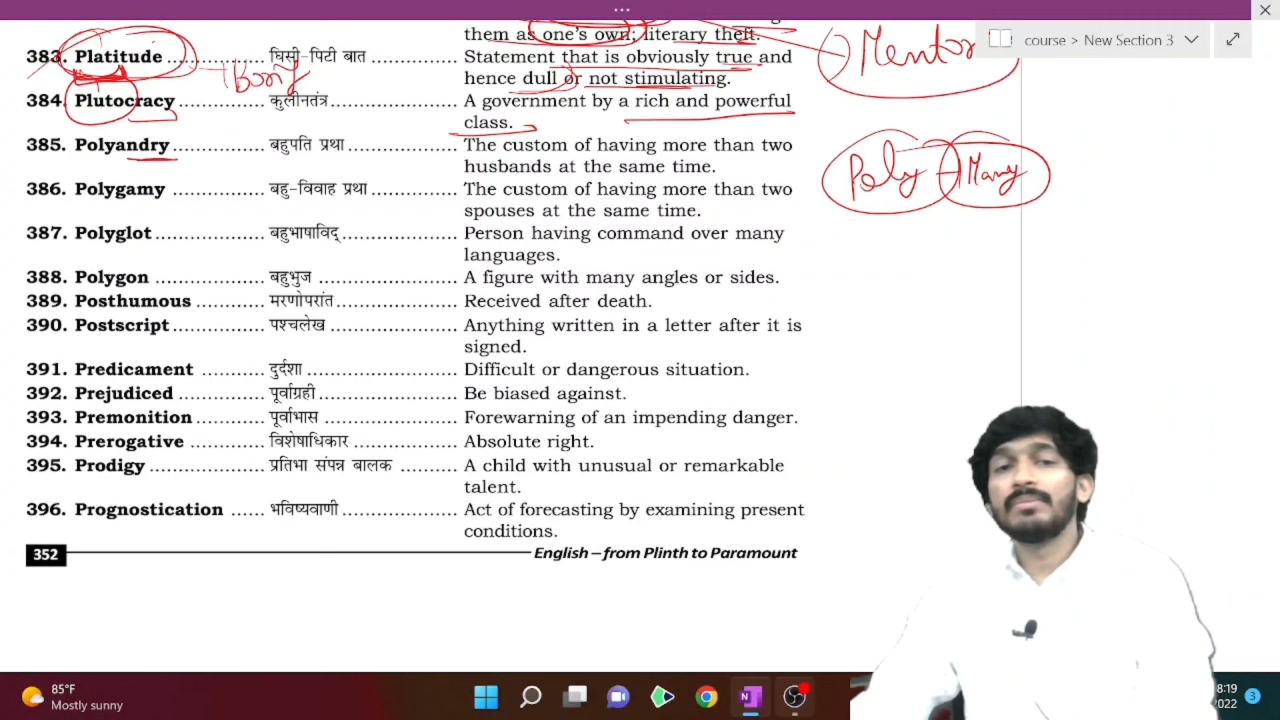 them as one's own; literary theft.
383. Platitude ............ घिसी-पिटी बात ............... Statement that is obviously true and
hence dull or not stimulating.
384. Plutocracy ............ कुलीनतंत्र ...................... A government by a rich and powerful
class.
385. Polyandry ............... बहुपति प्रथा ................... The custom of having more than two
husbands at the same time.
386. Polygamy ............... बहु-विवाह प्रथा ............... The custom of having more than two
spouses at the same time.
387. Polyglot ................... बहुभाषाविद् .................... Person having command over many
languages.
388. Polygon ................... बहुभुज ........................ A figure with many angles or sides.
389. Posthumous ........... मरणोपरांत ..................... Received after death.
390. Postscript ............... पश्चलेख ...................... Anything written in a letter after it is
signed.
391. Predicament .......... दुर्दशा .......................... Difficult or dangerous situation.
392. Prejudiced ............... पूर्वाग्रही ........................ Be biased against.
393. Premonition ........... पूर्वाभास ....................... Forewarning of an impending danger.
394. Prerogative ............. विशेषाधिकार .................. Absolute right.
395. Prodigy ................... प्रतिभा संपन्न बालक .......... A child with unusual or remarkable
talent.
396. Prognostication ...... भविष्यवाणी .................... Act of forecasting by examining present
conditions.
352 English – from Plinth to Paramount
Mentor
Poly - Many
course > New Section 3
85°F
Mostly sunny
8:19
2022
3